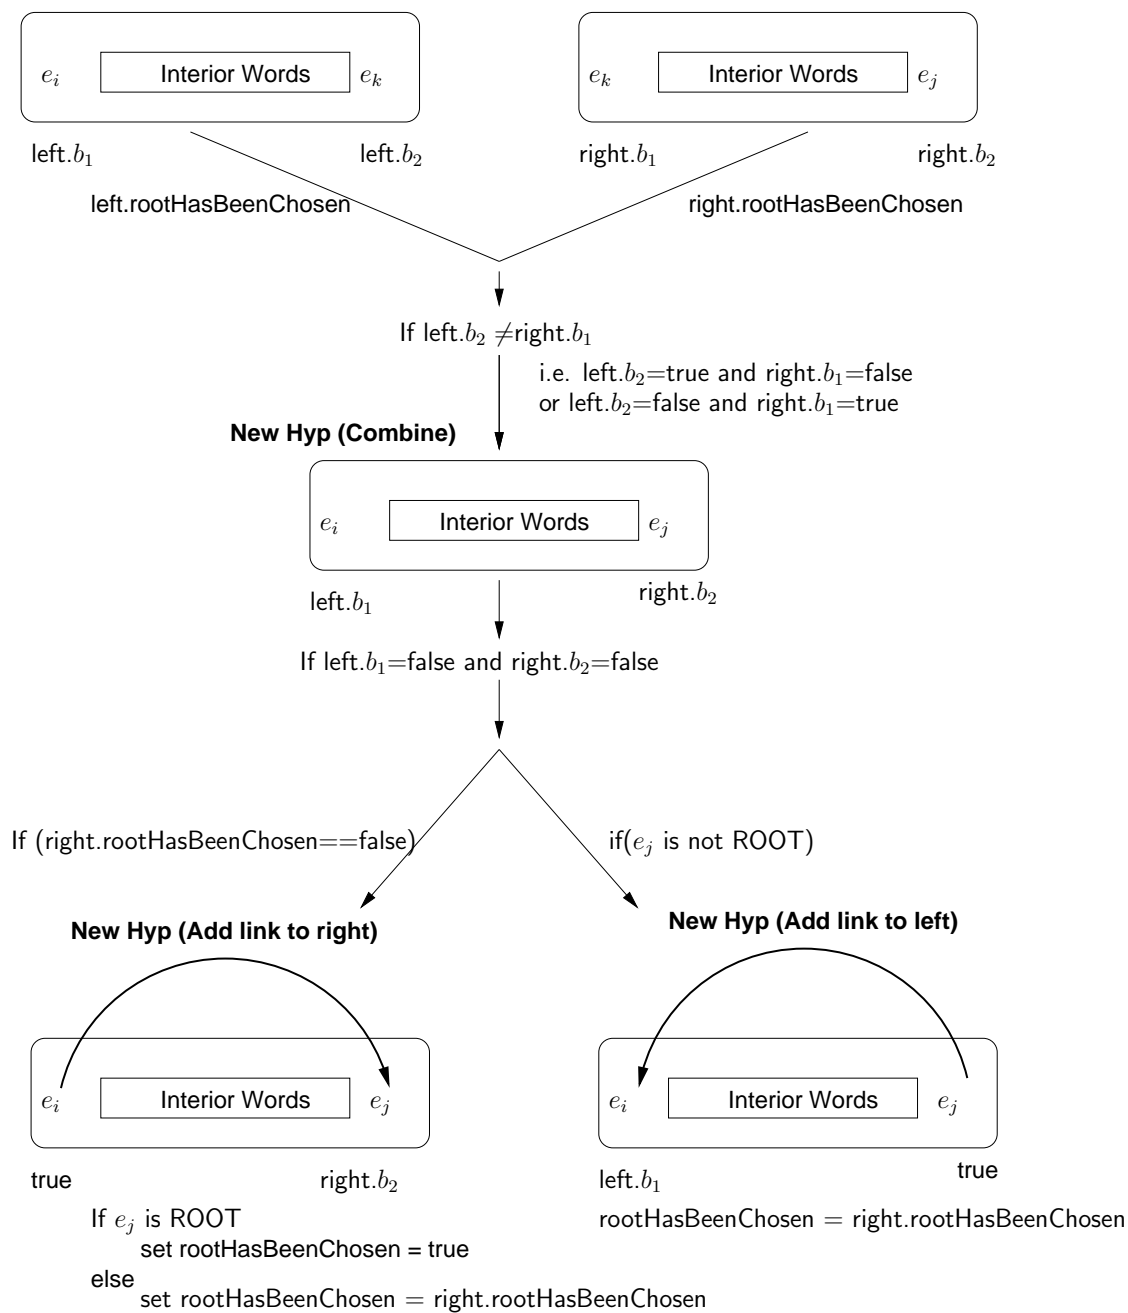 e_i Interior Words e_k
e_k Interior Words e_j
left.b_1 left.b_2
right.b_1 right.b_2
left.rootHasBeenChosen
right.rootHasBeenChosen
If left.b_2 ≠right.b_1
i.e. left.b_2=true and right.b_1=false
or left.b_2=false and right.b_1=true
New Hyp (Combine)
e_i Interior Words e_j
left.b_1 right.b_2
If left.b_1=false and right.b_2=false
If (right.rootHasBeenChosen==false)
if(e_j is not ROOT)
New Hyp (Add link to right)
New Hyp (Add link to left)
e_i Interior Words e_j
e_i Interior Words e_j
true right.b_2
left.b_1 true
If e_j is ROOT
set rootHasBeenChosen = true
else
set rootHasBeenChosen = right.rootHasBeenChosen
rootHasBeenChosen = right.rootHasBeenChosen